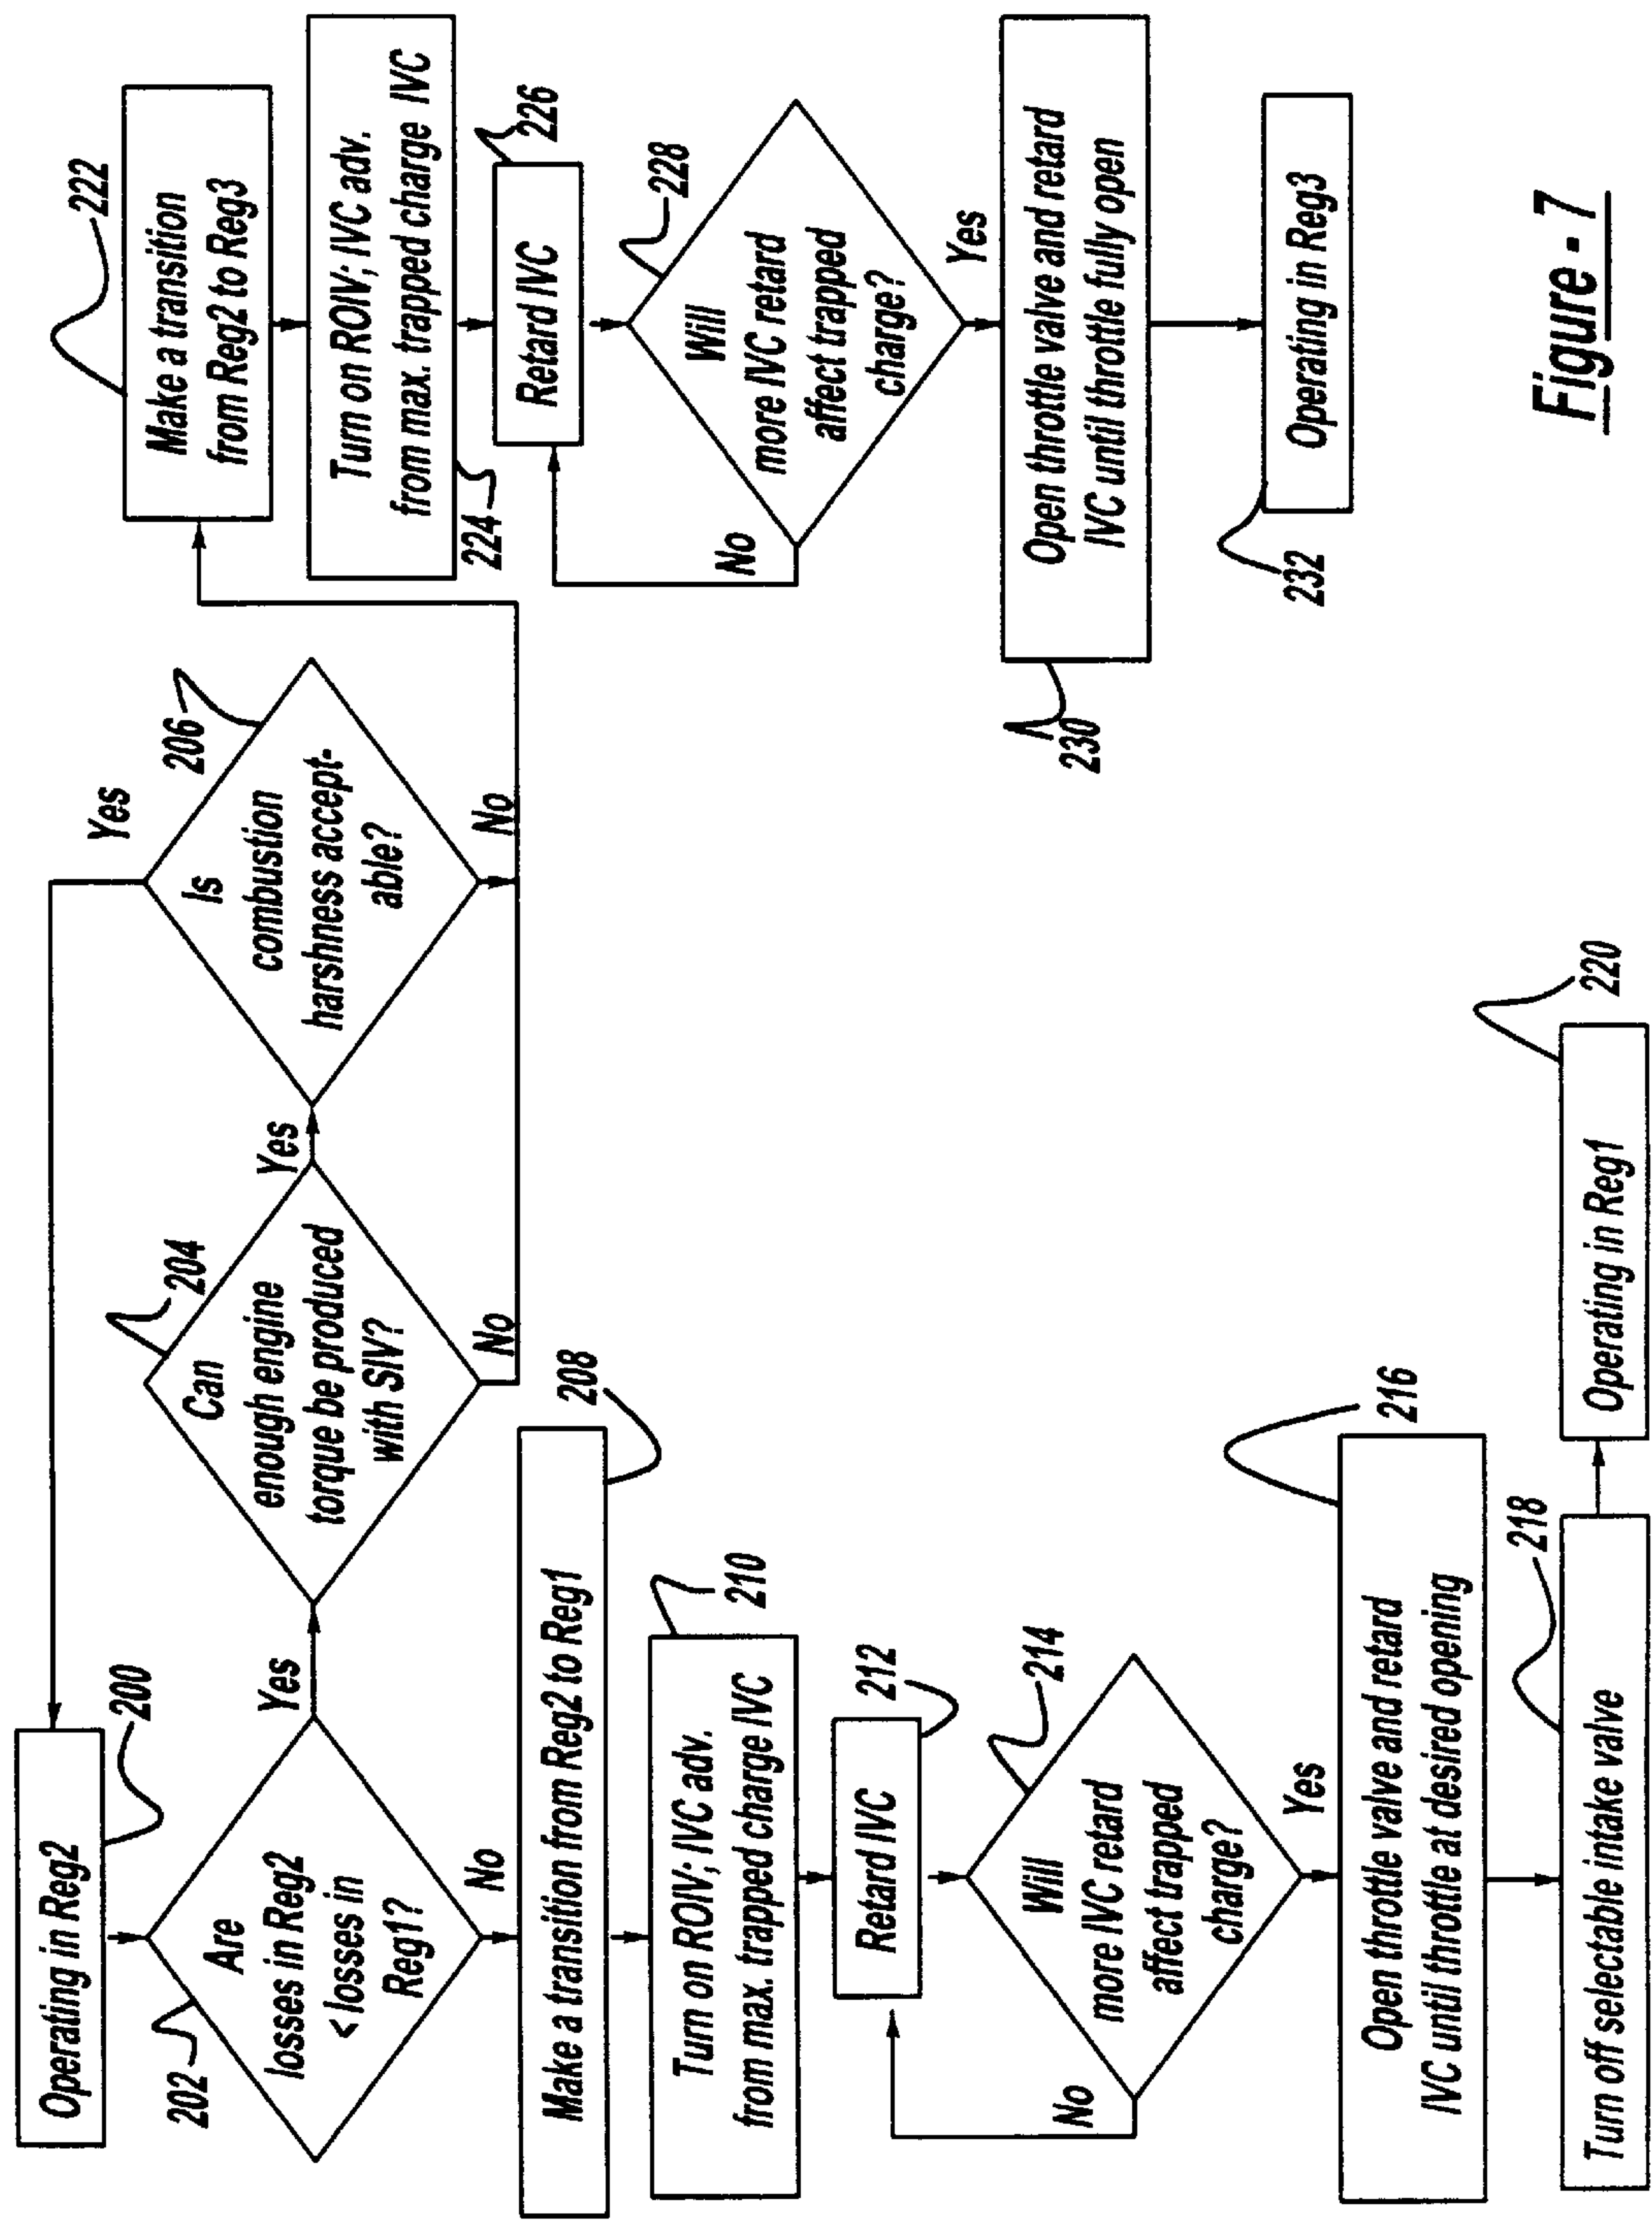 Operating in Reg2
200
202
Are
losses in Reg2
< losses in
Reg1?
Yes
No
204
Can
enough engine
torque be produced
with SIV?
Yes
No
206
Is
combustion
harshness accept-
able?
Yes
No
208
Make a transition from Reg2 to Reg1
210
Turn on ROIV; IVC adv.
from max. trapped charge IVC
212
Retard IVC
214
Will
more IVC retard
affect trapped
charge?
No
Yes
216
Open throttle valve and retard
IVC until throttle at desired opening
218
Turn off selectable intake valve
220
Operating in Reg1
222
Make a transition
from Reg2 to Reg3
224
Turn on ROIV; IVC adv.
from max. trapped charge IVC
226
Retard IVC
228
Will
more IVC retard
affect trapped
charge?
No
Yes
230
Open throttle valve and retard
IVC until throttle fully open
232
Operating in Reg3
Figure - 7